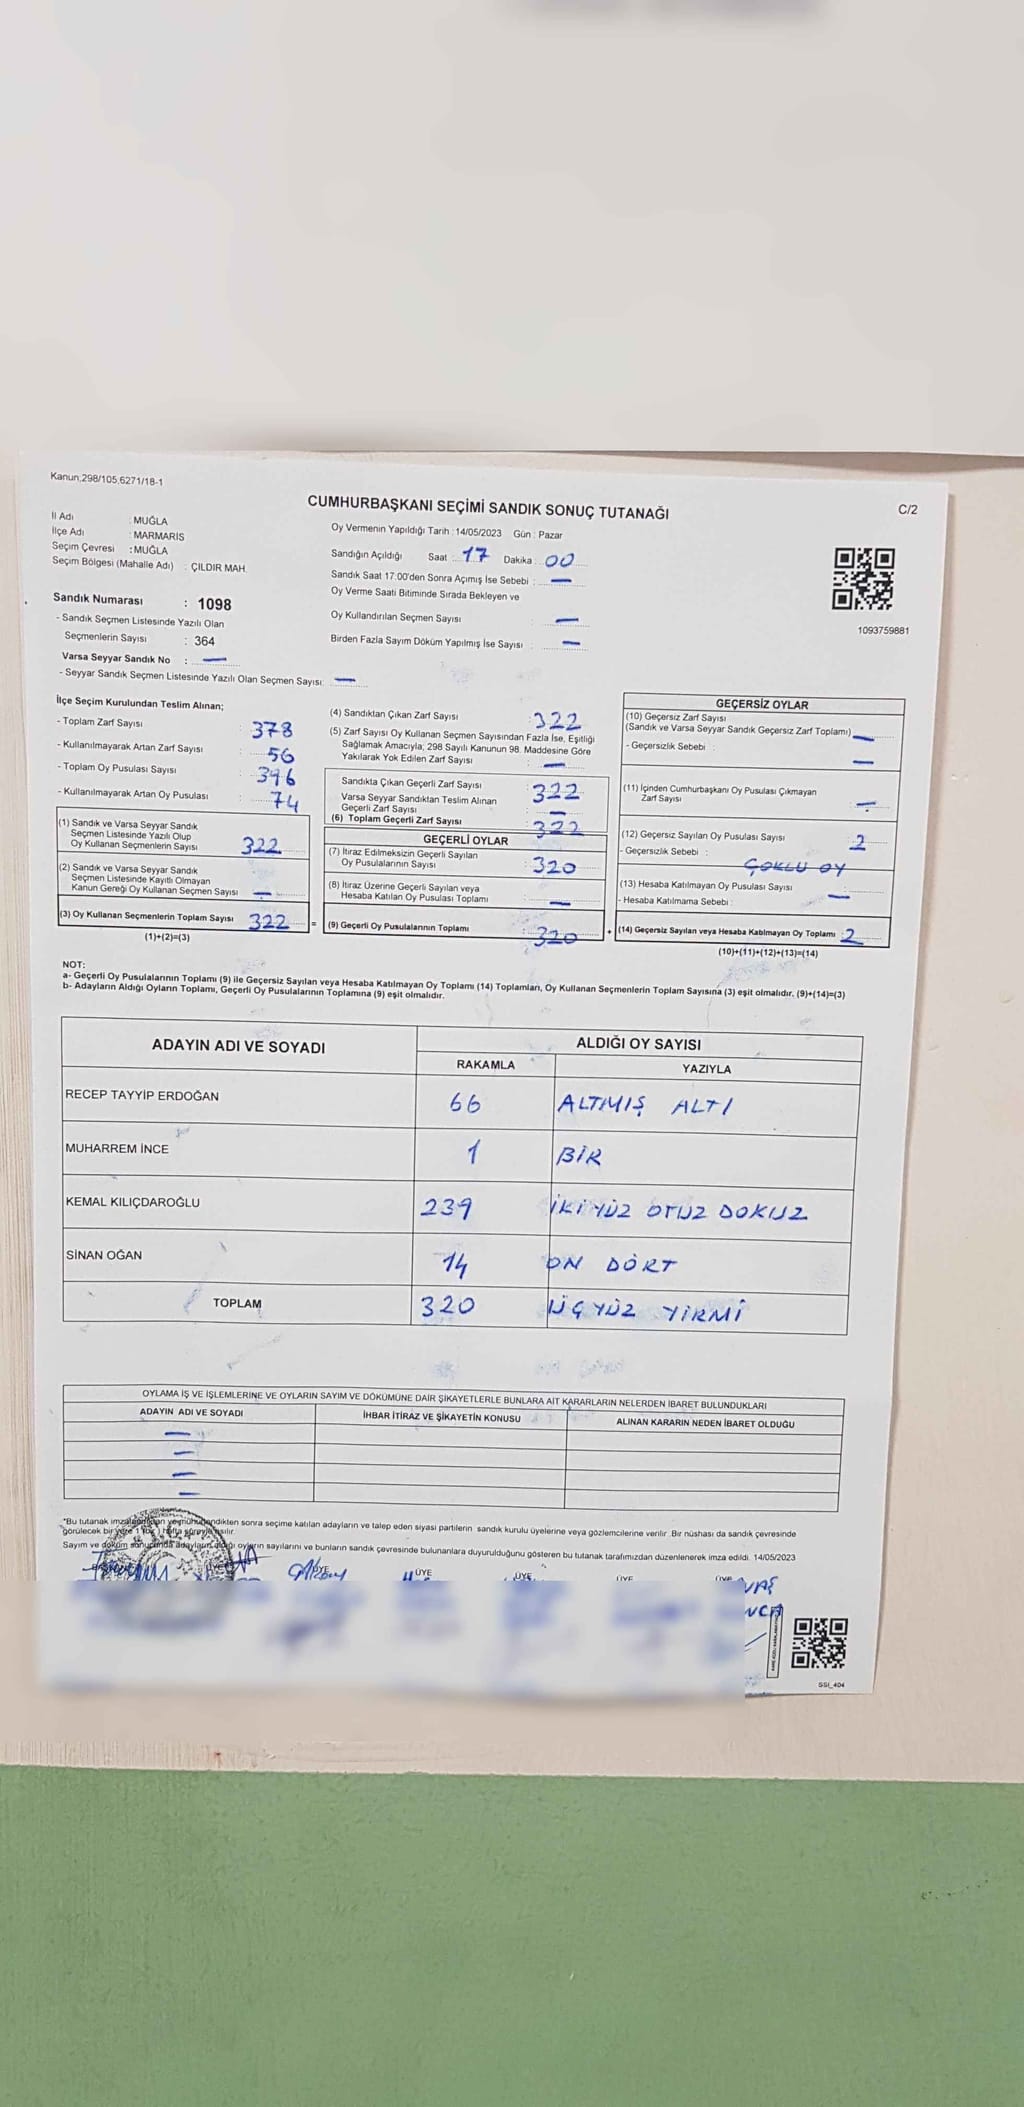 Kanun;298/105,6271/18-1
CUMHURBAŞKANI SEÇİMİ SANDIK SONUÇ TUTANAĞI
C/2
İl Adı : MUĞLA
İlçe Adı : MARMARİS
Seçim Çevresi : MUĞLA
Seçim Bölgesi (Mahalle Adı) : ÇILDIR MAH.
Oy Vermenin Yapıldığı Tarih : 14/05/2023 Gün : Pazar
Sandığın Açıldığı Saat : 17 Dakika : 00
Sandık Saat 17:00'den Sonra Açımış İse Sebebi : —
Oy Verme Saati Bitiminde Sırada Bekleyen ve
Oy Kullandırılan Seçmen Sayısı : —
Birden Fazla Sayım Döküm Yapılmış İse Sayısı : —
1093759881
Sandık Numarası : 1098
- Sandık Seçmen Listesinde Yazılı Olan
Seçmenlerin Sayısı : 364
Varsa Seyyar Sandık No : —
- Seyyar Sandık Seçmen Listesinde Yazılı Olan Seçmen Sayısı: —
İlçe Seçim Kurulundan Teslim Alınan;
- Toplam Zarf Sayısı : 378
- Kullanılmayarak Artan Zarf Sayısı : 56
- Toplam Oy Pusulası Sayısı : 396
- Kullanılmayarak Artan Oy Pusulası : 74
(1) Sandık ve Varsa Seyyar Sandık
Seçmen Listesinde Yazılı Olup
Oy Kullanan Seçmenlerin Sayısı : 322
(2) Sandık ve Varsa Seyyar Sandık
Seçmen Listesinde Kayıtlı Olmayan
Kanun Gereği Oy Kullanan Seçmen Sayısı : —
(3) Oy Kullanan Seçmenlerin Toplam Sayısı : 322
(1)+(2)=(3)
(4) Sandıktan Çıkan Zarf Sayısı : 322
(5) Zarf Sayısı Oy Kullanan Seçmen Sayısından Fazla İse, Eşitliği
Sağlamak Amacıyla, 298 Sayılı Kanunun 98. Maddesine Göre
Yakılarak Yok Edilen Zarf Sayısı : —
Sandıkta Çıkan Geçerli Zarf Sayısı : 322
Varsa Seyyar Sandıktan Teslim Alınan
Geçerli Zarf Sayısı : —
(6) Toplam Geçerli Zarf Sayısı : 322
GEÇERLİ OYLAR
(7) İtiraz Edilmeksizin Geçerli Sayılan
Oy Pusulalarının Sayısı : 320
(8) İtiraz Üzerine Geçerli Sayılan veya
Hesaba Katılan Oy Pusulası Toplamı : —
= (9) Geçerli Oy Pusulalarının Toplamı : 320
GEÇERSİZ OYLAR
(10) Geçersiz Zarf Sayısı
(Sandık ve Varsa Seyyar Sandık Geçersiz Zarf Toplamı) —
- Geçersizlik Sebebi : —
(11) İçinden Cumhurbaşkanı Oy Pusulası Çıkmayan
Zarf Sayısı : —
(12) Geçersiz Sayılan Oy Pusulası Sayısı : 2
- Geçersizlik Sebebi : ÇOKLU OY
(13) Hesaba Katılmayan Oy Pusulası Sayısı : —
- Hesaba Katılmama Sebebi :
+ (14) Geçersiz Sayılan veya Hesaba Katılmayan Oy Toplamı : 2
(10)+(11)+(12)+(13)=(14)
NOT:
a- Geçerli Oy Pusulalarının Toplamı (9) ile Geçersiz Sayılan veya Hesaba Katılmayan Oy Toplamı (14) Toplamları, Oy Kullanan Seçmenlerin Toplam Sayısına (3) eşit olmalıdır. (9)+(14)=(3)
b- Adayların Aldığı Oyların Toplamı, Geçerli Oy Pusulalarının Toplamına (9) eşit olmalıdır.
ADAYIN ADI VE SOYADI ALDIĞI OY SAYISI
RAKAMLA YAZIYLA
RECEP TAYYİP ERDOĞAN 66 ALTMIŞ ALTI
MUHARREM İNCE 1 BİR
KEMAL KILIÇDAROĞLU 239 İKİ YÜZ OTUZ DOKUZ
SİNAN OĞAN 14 ON DÖRT
TOPLAM 320 ÜÇ YÜZ YİRMİ
OYLAMA İŞ VE İŞLEMLERİNE VE OYLARIN SAYIM VE DÖKÜMÜNE DAİR ŞİKAYETLERLE BUNLARA AİT KARARLARIN NELERDEN İBARET BULUNDUKLARI
ADAYIN ADI VE SOYADI İHBAR İTİRAZ VE ŞİKAYETİN KONUSU ALINAN KARARIN NEDEN İBARET OLDUĞU
—
—
—
—
"Bu tutanak imzalandıktan ve mühürlendikten sonra seçime katılan adayların ve talep eden siyasi partilerin sandık kurulu üyelerine veya gözlemcilerine verilir .Bir nüshası da sandık çevresinde
görülecek bir yere 1 hafta süreyle asılır.
Sayım ve döküm sonucunda adayların aldığı oyların sayılarını ve bunların sandık çevresinde bulunanlara duyurulduğunu gösteren bu tutanak tarafımızdan düzenlenerek imza edildi. 14/05/2023
ÜYE ÜYE ÜYE ÜYE ÜYE
SSI_404